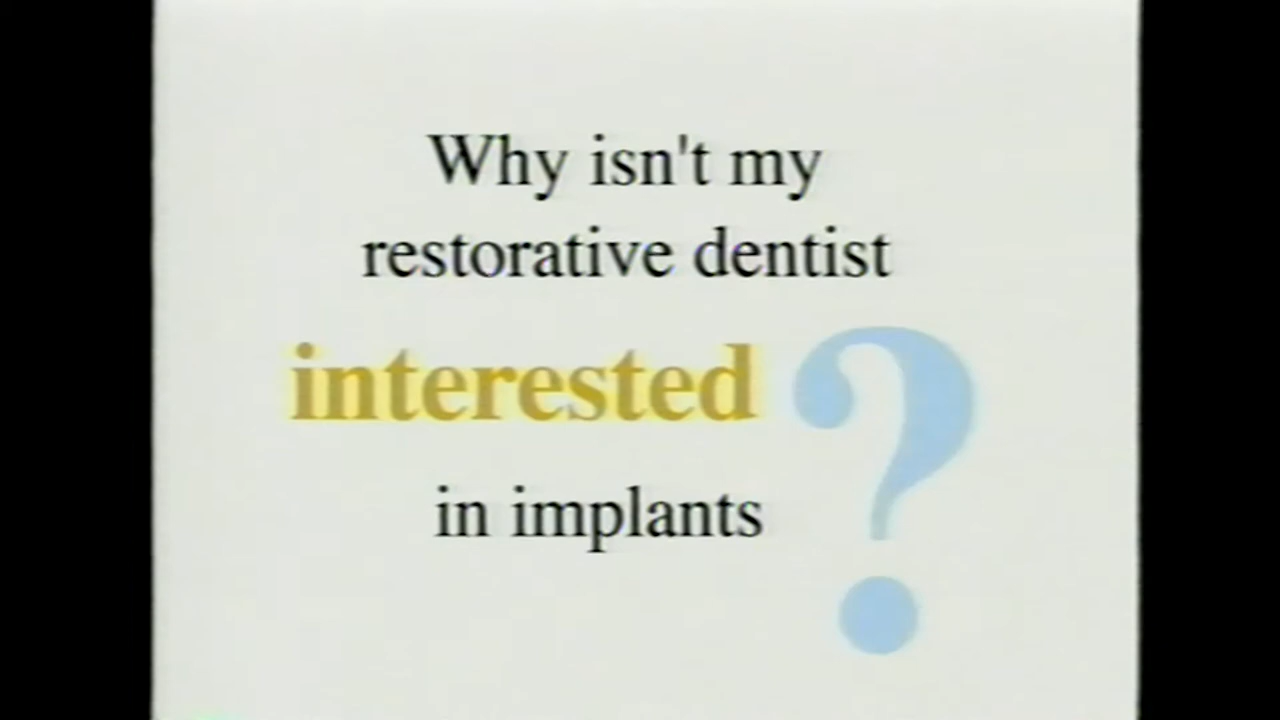 Why isn't my
restorative dentist
interested
in implants?